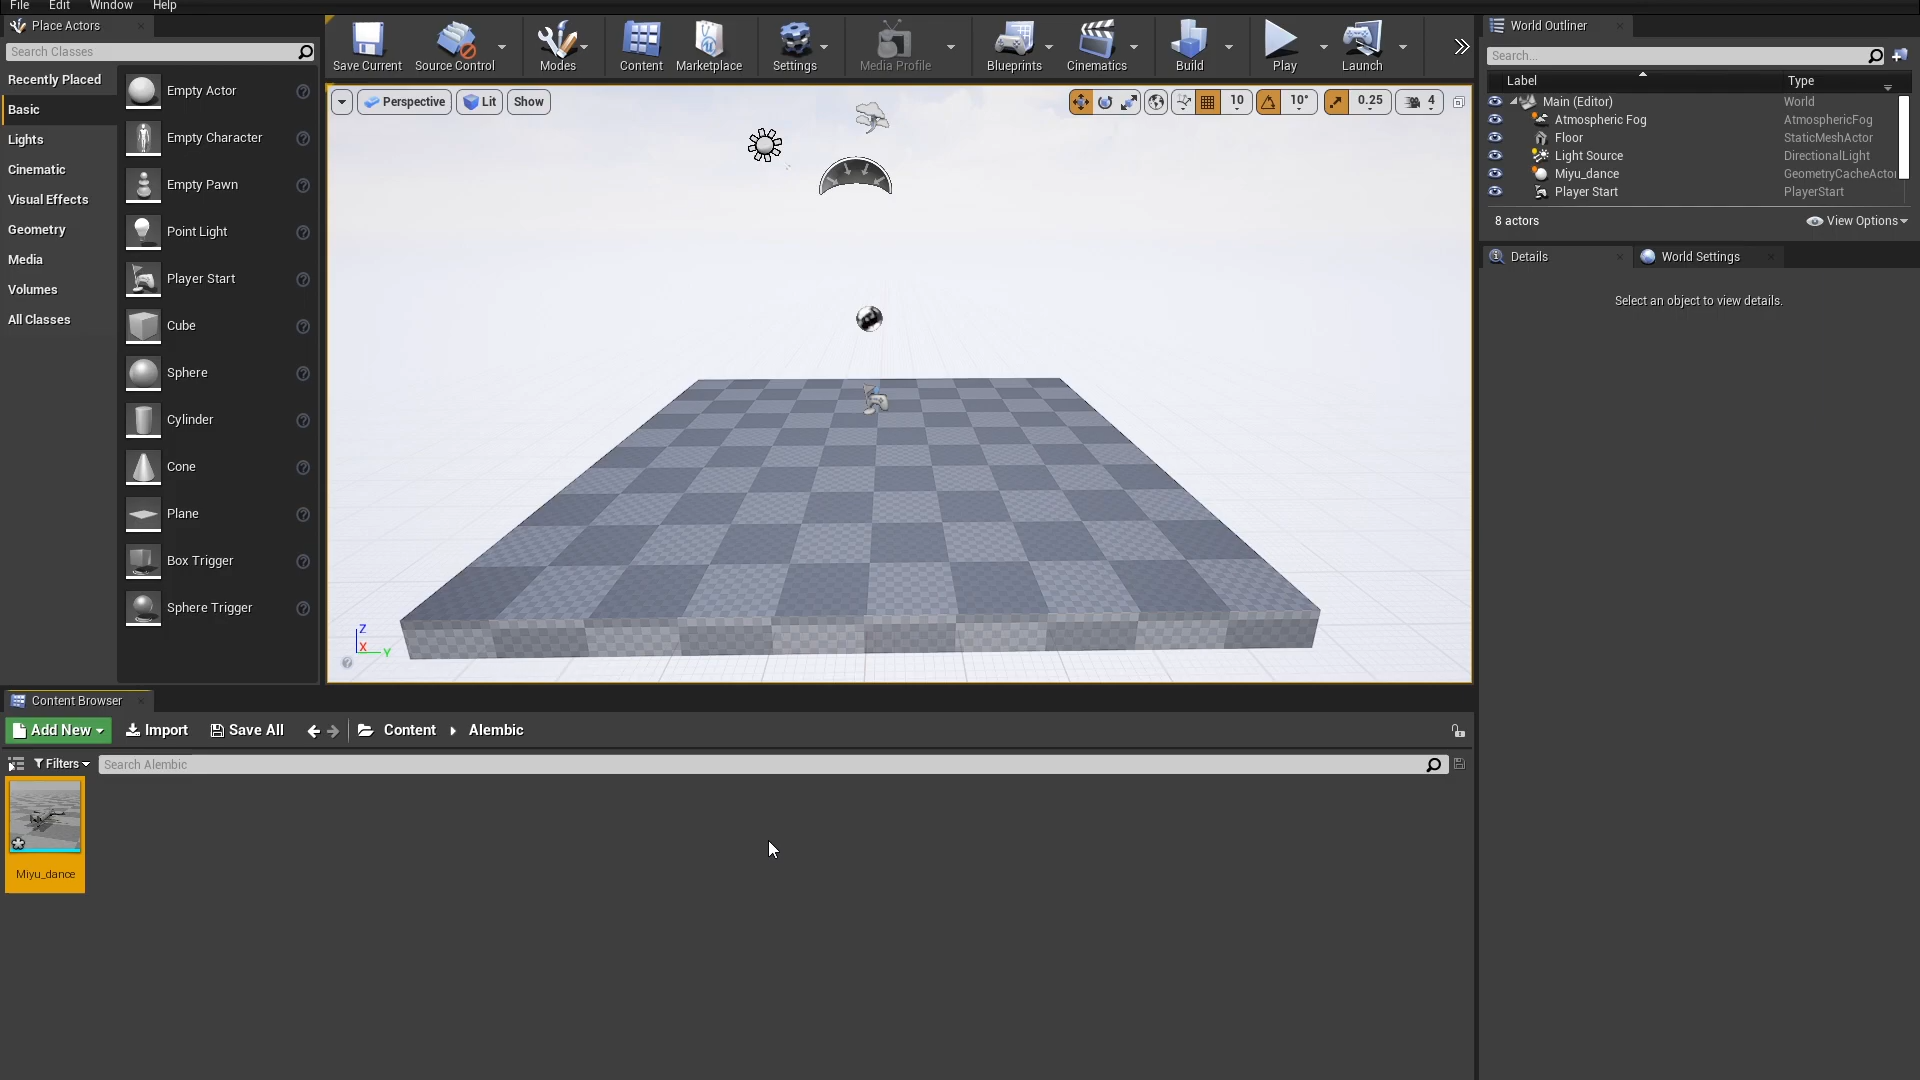 File Edit Window Help
Place Actors
Search Classes
Recently Placed
Basic
Lights
Cinematic
Visual Effects
Geometry
Media
Volumes
All Classes
Empty Actor
Empty Character
Empty Pawn
Point Light
Player Start
Cube
Sphere
Cylinder
Cone
Plane
Box Trigger
Sphere Trigger
Save Current
Source Control
Modes
Content
Marketplace
Settings
Media Profile
Blueprints
Cinematics
Build
Play
Launch
Perspective
Lit
Show
10
10°
0.25
4
Z
X
Y
World Outliner
Search...
Label Type
Main (Editor) World
Atmospheric Fog AtmosphericFog
Floor StaticMeshActor
Light Source DirectionalLight
Miyu_dance GeometryCacheActor
Player Start PlayerStart
8 actors
View Options
Details
World Settings
Select an object to view details.
Content Browser
Add New
Import
Save All
Content
Alembic
Filters
Search Alembic
Miyu_dance